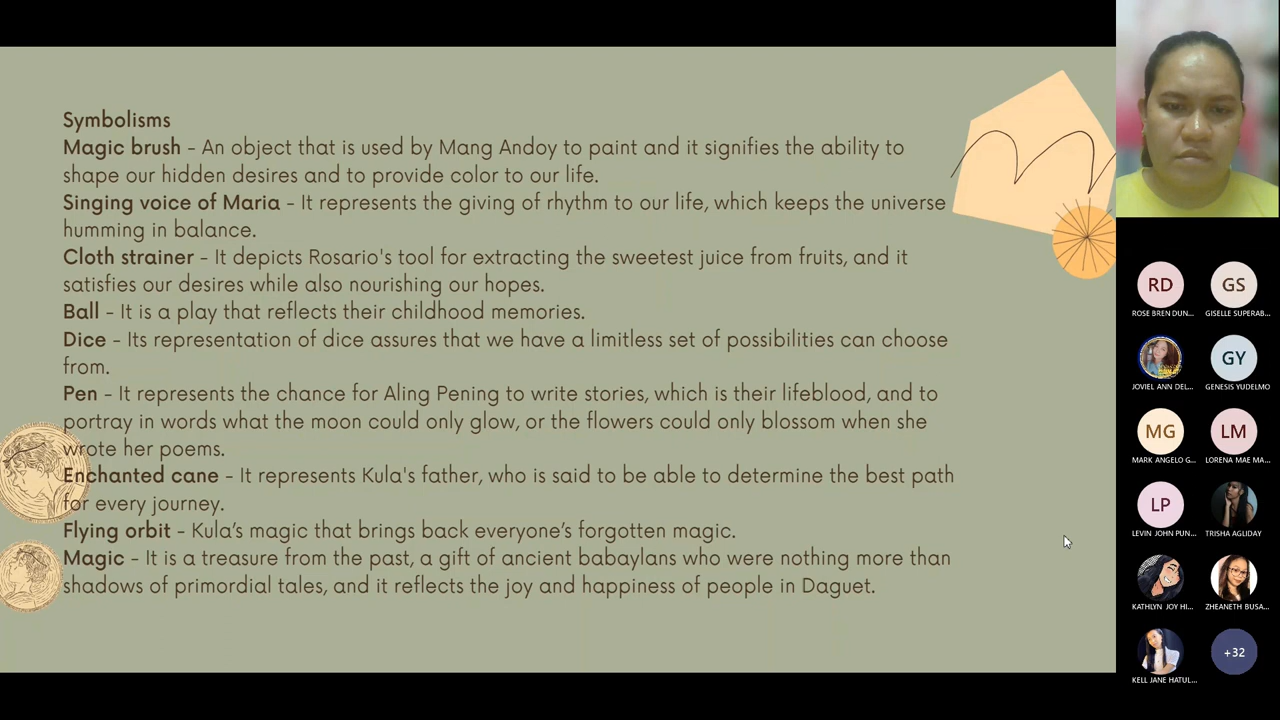 Symbolisms
Magic brush - An object that is used by Mang Andoy to paint and it signifies the ability to
shape our hidden desires and to provide color to our life.
Singing voice of Maria - It represents the giving of rhythm to our life, which keeps the universe
humming in balance.
Cloth strainer - It depicts Rosario's tool for extracting the sweetest juice from fruits, and it
satisfies our desires while also nourishing our hopes.
Ball - It is a play that reflects their childhood memories.
Dice - Its representation of dice assures that we have a limitless set of possibilities can choose
from.
Pen - It represents the chance for Aling Pening to write stories, which is their lifeblood, and to
portray in words what the moon could only glow, or the flowers could only blossom when she
wrote her poems.
Enchanted cane - It represents Kula's father, who is said to be able to determine the best path
for every journey.
Flying orbit - Kula’s magic that brings back everyone’s forgotten magic.
Magic - It is a treasure from the past, a gift of ancient babaylans who were nothing more than
shadows of primordial tales, and it reflects the joy and happiness of people in Daguet.
RD GS
ROSE BREN DUN... GISELLE SUPERAB...
GY
JOVIEL ANN DEL... GENESIS YUDELMO
MG LM
MARK ANGELO G... LORENA MAE MA...
LP
LEVIN JOHN PUN... TRISHA AGLIDAY
KATHLYN JOY HI... ZHEANETH BUSA...
+32
KELL JANE HATUL...